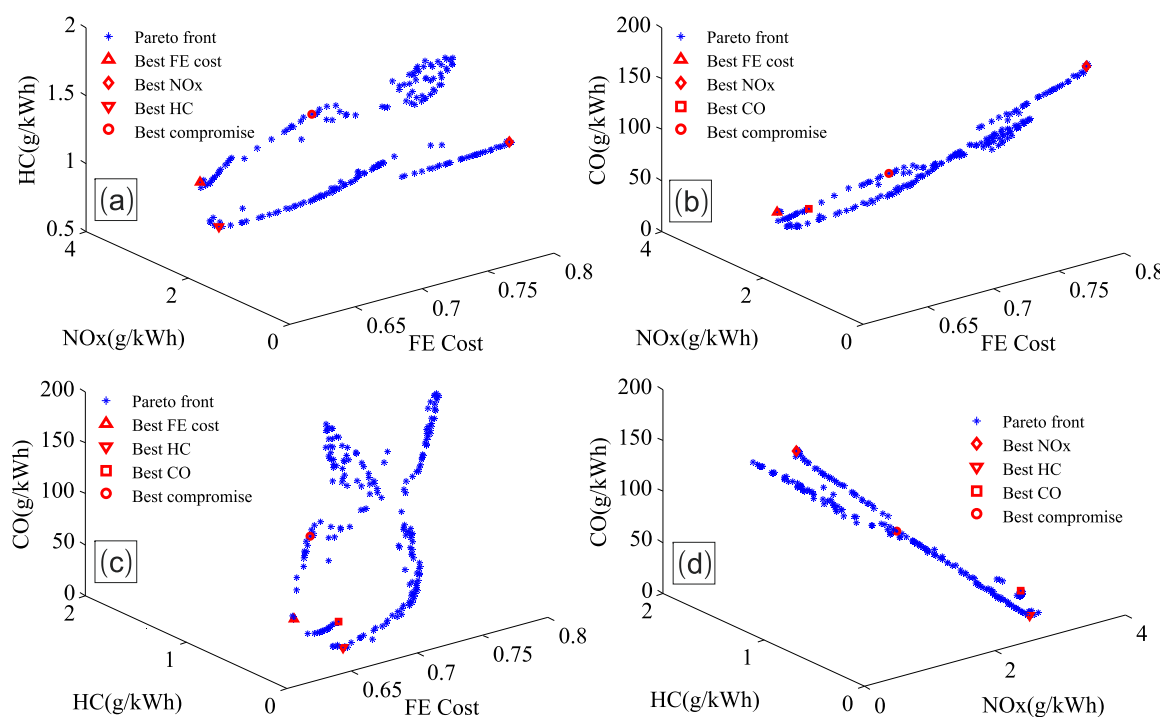 2
1.5
1
0.5
HC(g/kWh)
Pareto front
Best FE cost
Best NOx
Best HC
Best compromise
(a)
4
2
0
NOx(g/kWh)
0.65
0.7
0.75
0.8
FE Cost
200
150
100
50
0
CO(g/kWh)
Pareto front
Best FE cost
Best NOx
Best CO
Best compromise
(b)
4
2
0
NOx(g/kWh)
0.65
0.7
0.75
0.8
FE Cost
200
150
100
50
0
CO(g/kWh)
Pareto front
Best FE cost
Best HC
Best CO
Best compromise
(c)
2
1
0
HC(g/kWh)
0.65
0.7
0.75
0.8
FE Cost
200
150
100
50
0
CO(g/kWh)
Pareto front
Best NOx
Best HC
Best CO
Best compromise
(d)
2
1
0
HC(g/kWh)
0
2
4
NOx(g/kWh)